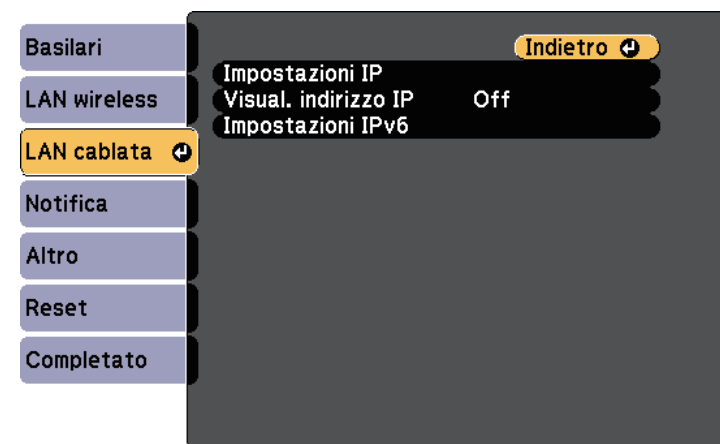 Basilari
LAN wireless
LAN cablata
Notifica
Altro
Reset
Completato
Indietro
Impostazioni IP
Visual. indirizzo IP Off
Impostazioni IPv6